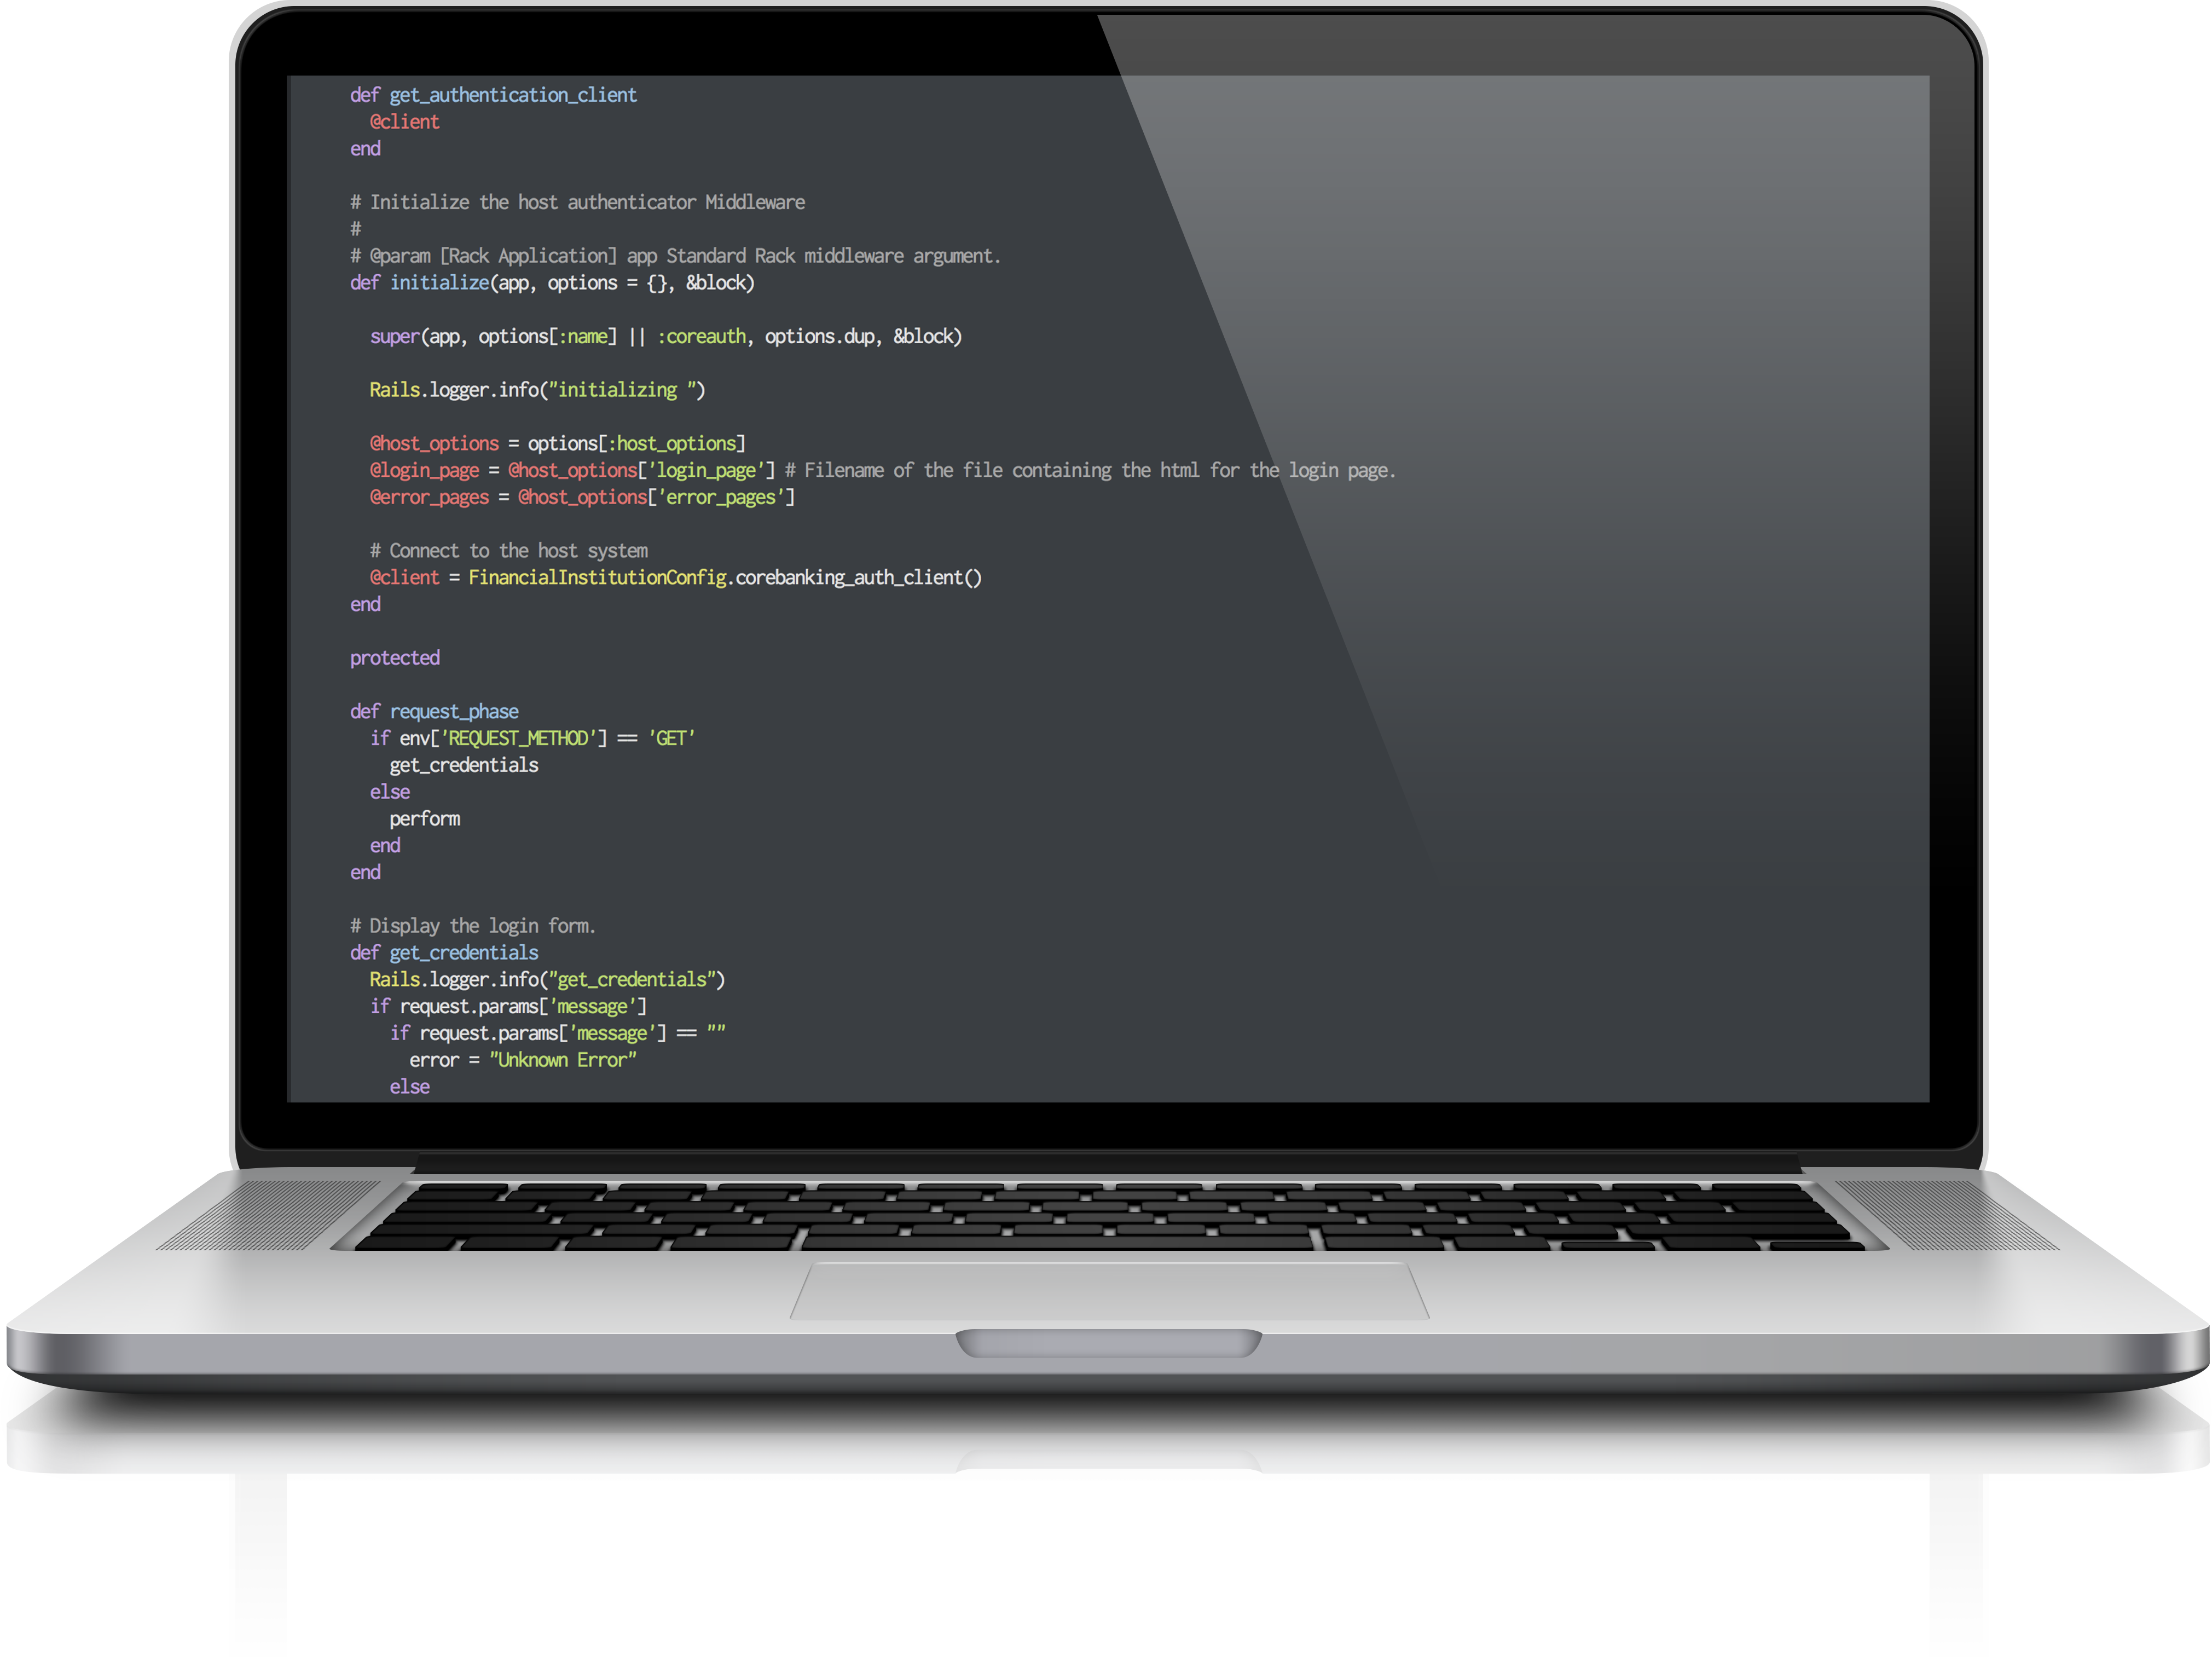 def get_authentication_client
  @client
end
# Initialize the host authenticator Middleware
#
# @param [Rack Application] app Standard Rack middleware argument.
def initialize(app, options = {}, &block)
  super(app, options[:name] || :coreauth, options.dup, &block)
  Rails.logger.info("initializing ")
  @host_options = options[:host_options]
  @login_page = @host_options['login_page'] # Filename of the file containing the html for the login page.
  @error_pages = @host_options['error_pages']
  # Connect to the host system
  @client = FinancialInstitutionConfig.corebanking_auth_client()
end
protected
def request_phase
  if env['REQUEST_METHOD'] == 'GET'
    get_credentials
  else
    perform
  end
end
# Display the login form.
def get_credentials
  Rails.logger.info("get_credentials")
  if request.params['message']
    if request.params['message'] == ""
      error = "Unknown Error"
    else